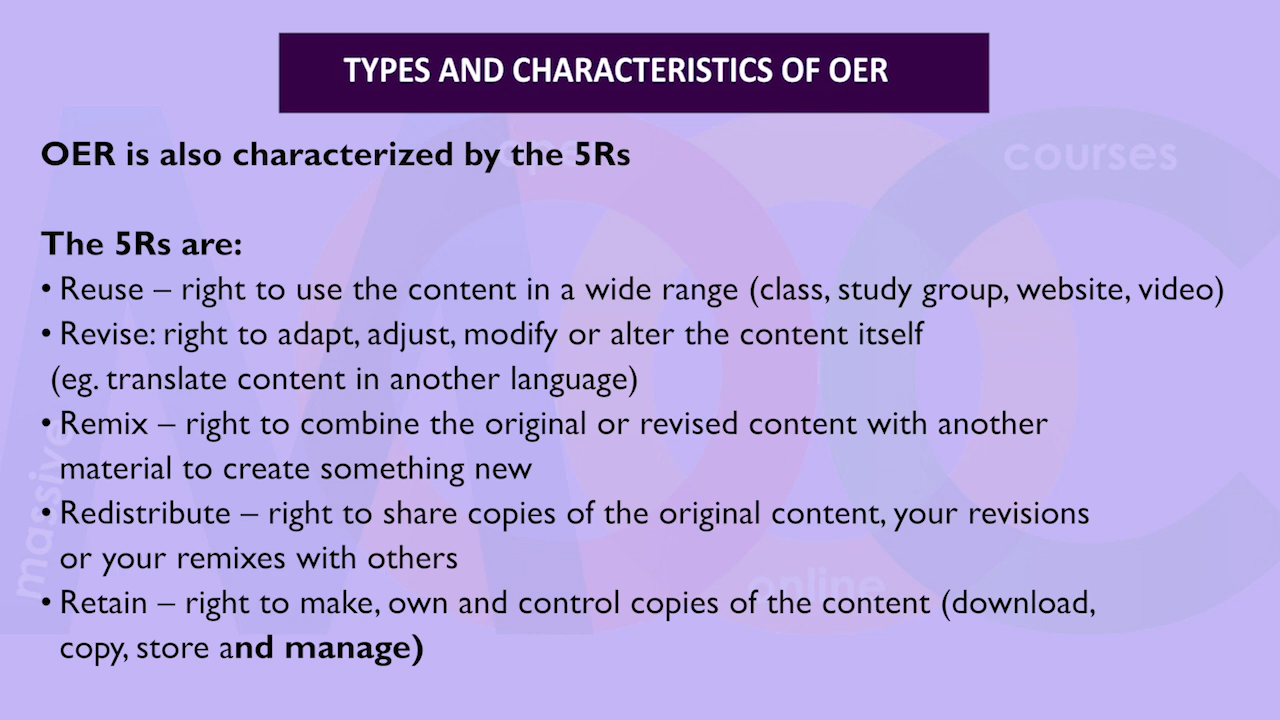 TYPES AND CHARACTERISTICS OF OER
OER is also characterized by the 5Rs
open
courses
The 5Rs are:
• Reuse – right to use the content in a wide range (class, study group, website, video)
• Revise: right to adapt, adjust, modify or alter the content itself
(eg. translate content in another language)
• Remix – right to combine the original or revised content with another
material to create something new
massive
• Redistribute – right to share copies of the original content, your revisions
or your remixes with others
online
• Retain – right to make, own and control copies of the content (download,
copy, store and manage)
MOOC